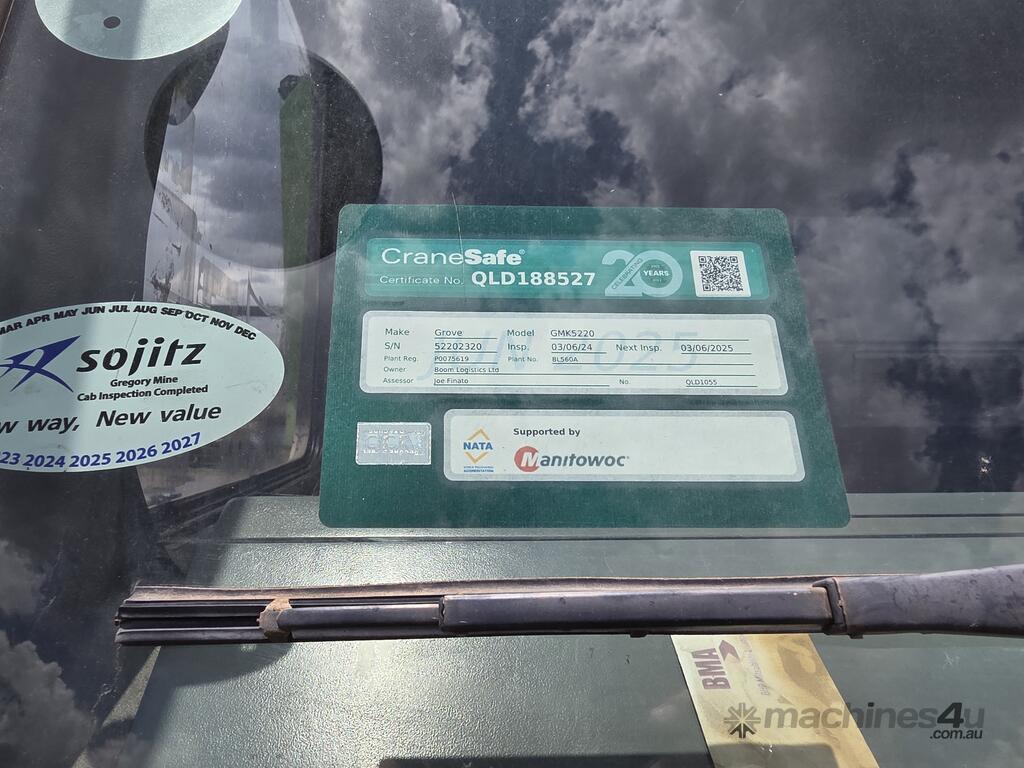 CraneSafe®
Certificate No. QLD188527
CELEBRATING 20 YEARS
Make Grove Model GMK5220
S/N 52202320 Insp. 03/06/24 Next Insp. 03/06/2025
Plant Reg. P0075619 Plant No. BL560A
Owner Boom Logistics Ltd
Assessor Joe Finato No. QLD1055
JUN 2025
NATA
Supported by
Manitowoc®
MAR APR MAY JUN JUL AUG SEP OCT NOV DEC
sojitz
Gregory Mine
Cab Inspection Completed
w way, New value
23 2024 2025 2026 2027
BMA
machines4u
.com.au